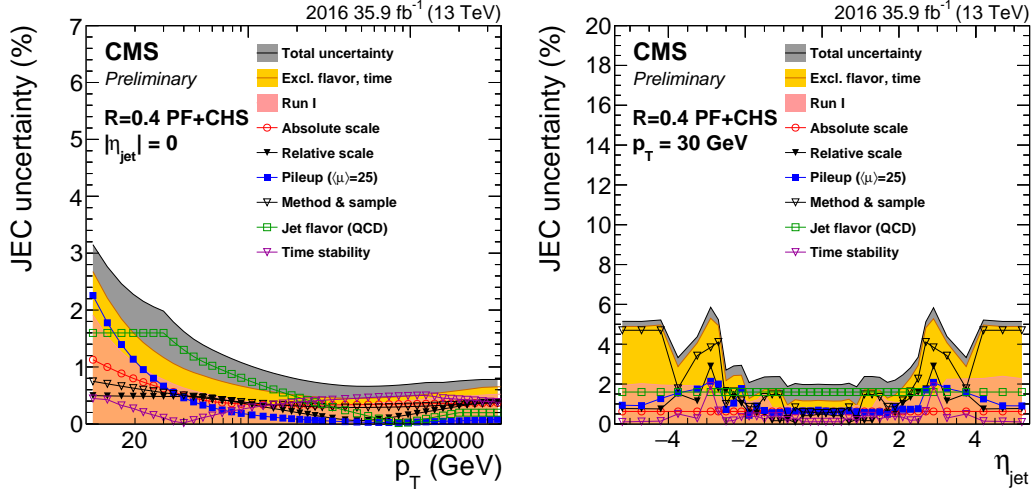 2016 35.9 fb⁻¹ (13 TeV)
CMS
Preliminary
R=0.4 PF+CHS
|η_jet| = 0
Total uncertainty
Excl. flavor, time
Run I
Absolute scale
Relative scale
Pileup (⟨μ⟩=25)
Method & sample
Jet flavor (QCD)
Time stability
JEC uncertainty (%)
7
6
5
4
3
2
1
0
20
100
200
1000
2000
p_T (GeV)
2016 35.9 fb⁻¹ (13 TeV)
CMS
Preliminary
R=0.4 PF+CHS
p_T = 30 GeV
Total uncertainty
Excl. flavor, time
Run I
Absolute scale
Relative scale
Pileup (⟨μ⟩=25)
Method & sample
Jet flavor (QCD)
Time stability
JEC uncertainty (%)
20
18
16
14
12
10
8
6
4
2
0
−4
−2
0
2
4
η_jet